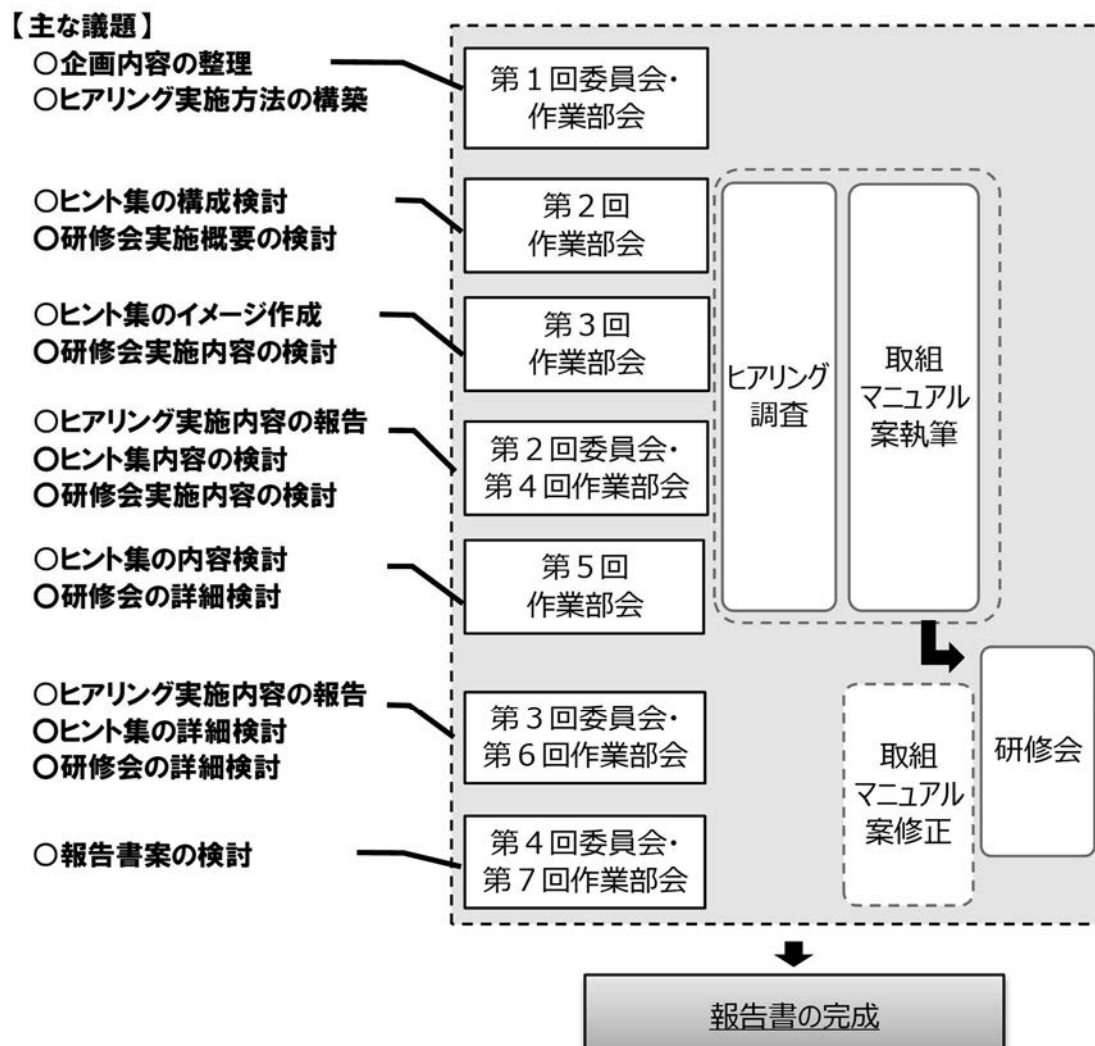 【主な議題】
○企画内容の整理
○ヒアリング実施方法の構築
第1回委員会・
作業部会
○ヒント集の構成検討
○研修会実施概要の検討
第2回
作業部会
○ヒント集のイメージ作成
○研修会実施内容の検討
第3回
作業部会
○ヒアリング実施内容の報告
○ヒント集内容の検討
○研修会実施内容の検討
第2回委員会・
第4回作業部会
○ヒント集の内容検討
○研修会の詳細検討
第5回
作業部会
○ヒアリング実施内容の報告
○ヒント集の詳細検討
○研修会の詳細検討
第3回委員会・
第6回作業部会
○報告書案の検討
第4回委員会・
第7回作業部会
ヒアリング
調査
取組
マニュアル
案執筆
取組
マニュアル
案修正
研修会
報告書の完成